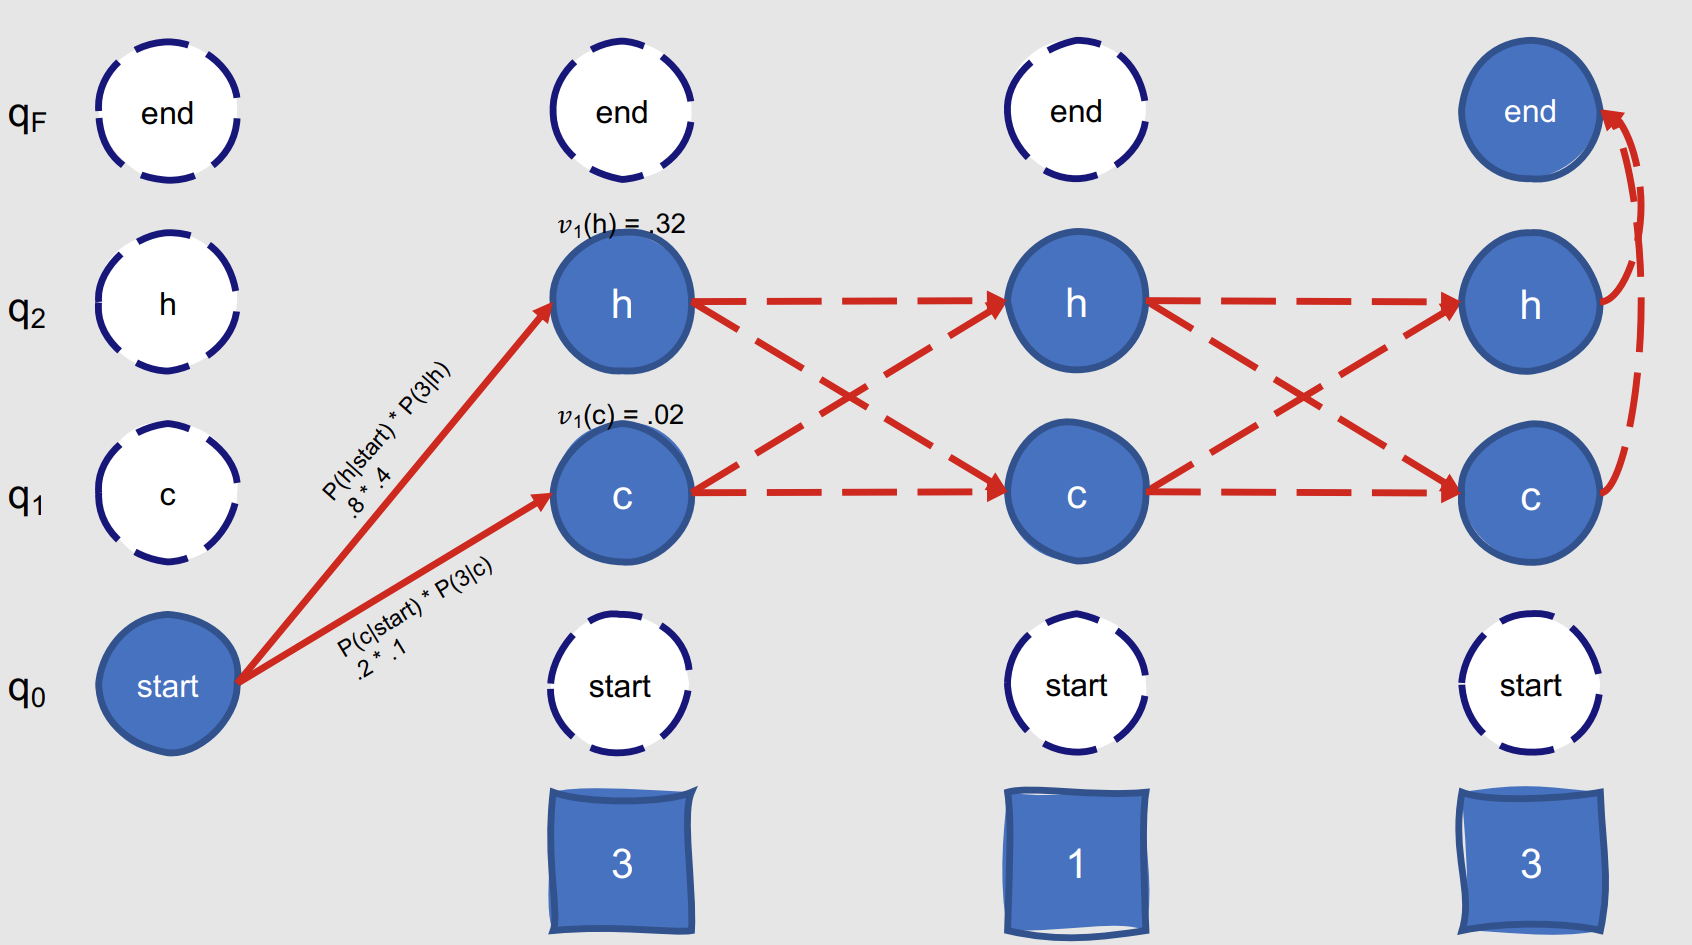 q_F end end end end
v₁(h) = .32
q₂ h h h h
P(h|start) * P(3|h)
.8 * .4
v₁(c) = .02
q₁ c c c c
P(c|start) * P(3|c)
.2 * .1
q₀ start start start start
3 1 3